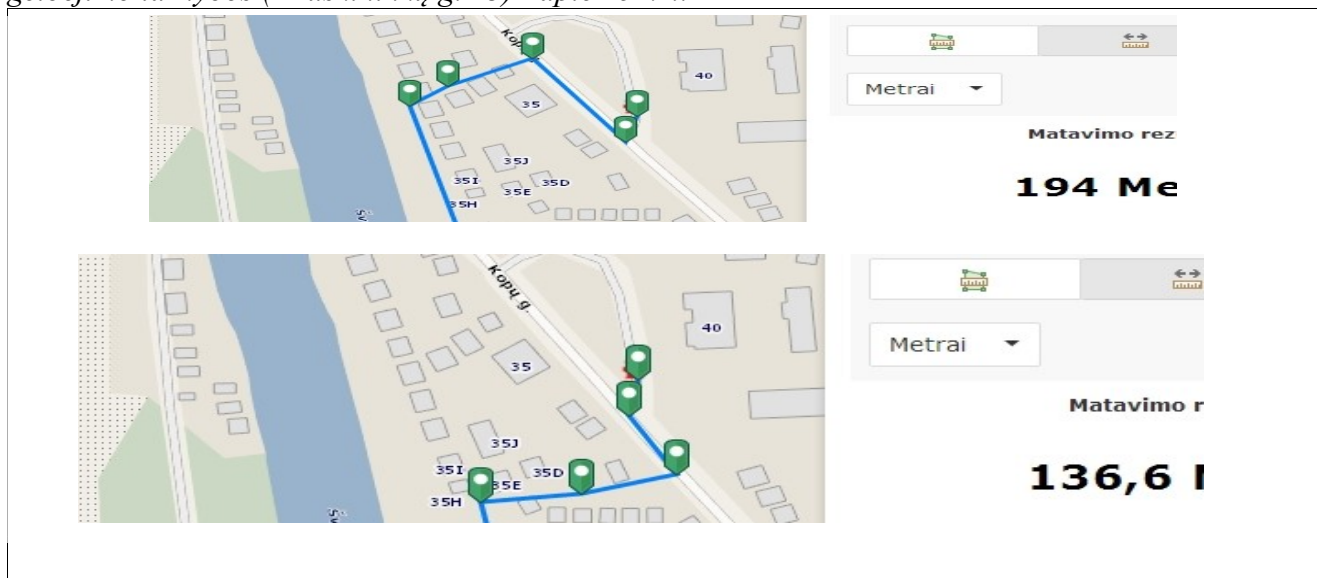 Kopų
40
35
35J
35I
35E
35D
35H
Metrai
Matavimo rez
194 Me
Kopų g.
40
35
35J
35I
35D
35E
35H
Metrai
Matavimo r
136,6